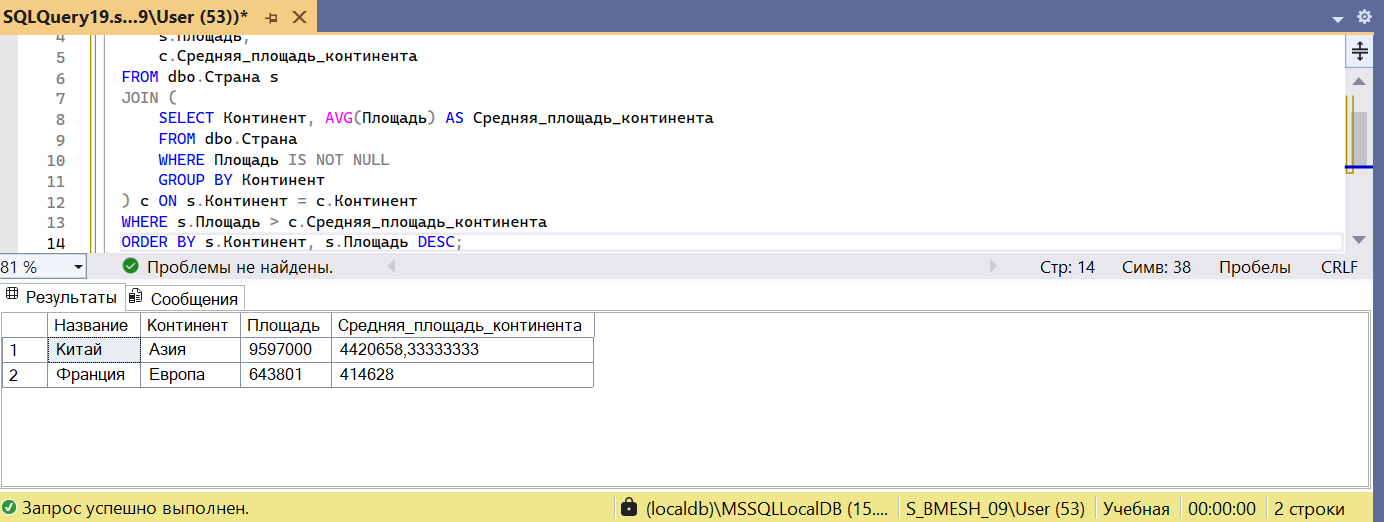 SQLQuery19.s...9\User (53))*
4 s.Площадь,
5 c.Средняя_площадь_континента
6 FROM dbo.Страна s
7 JOIN (
8 SELECT Континент, AVG(Площадь) AS Средняя_площадь_континента
9 FROM dbo.Страна
10 WHERE Площадь IS NOT NULL
11 GROUP BY Континент
12 ) c ON s.Континент = c.Континент
13 WHERE s.Площадь > c.Средняя_площадь_континента
14 ORDER BY s.Континент, s.Площадь DESC;
81 % Проблемы не найдены. Стр: 14 Симв: 38 Пробелы CRLF
Результаты Сообщения
Название Континент Площадь Средняя_площадь_континента
1 Китай Азия 9597000 4420658,33333333
2 Франция Европа 643801 414628
Запрос успешно выполнен. (localdb)\MSSQLLocalDB (15.... S_BMESH_09\User (53) Учебная 00:00:00 2 строки